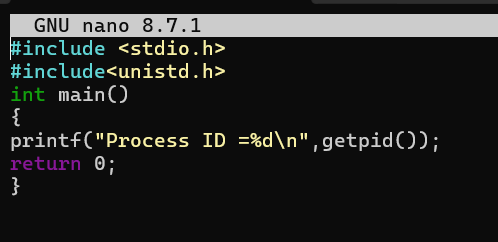 GNU nano 8.7.1
#include <stdio.h>
#include<unistd.h>
int main()
{
printf("Process ID =%d\n",getpid());
return 0;
}